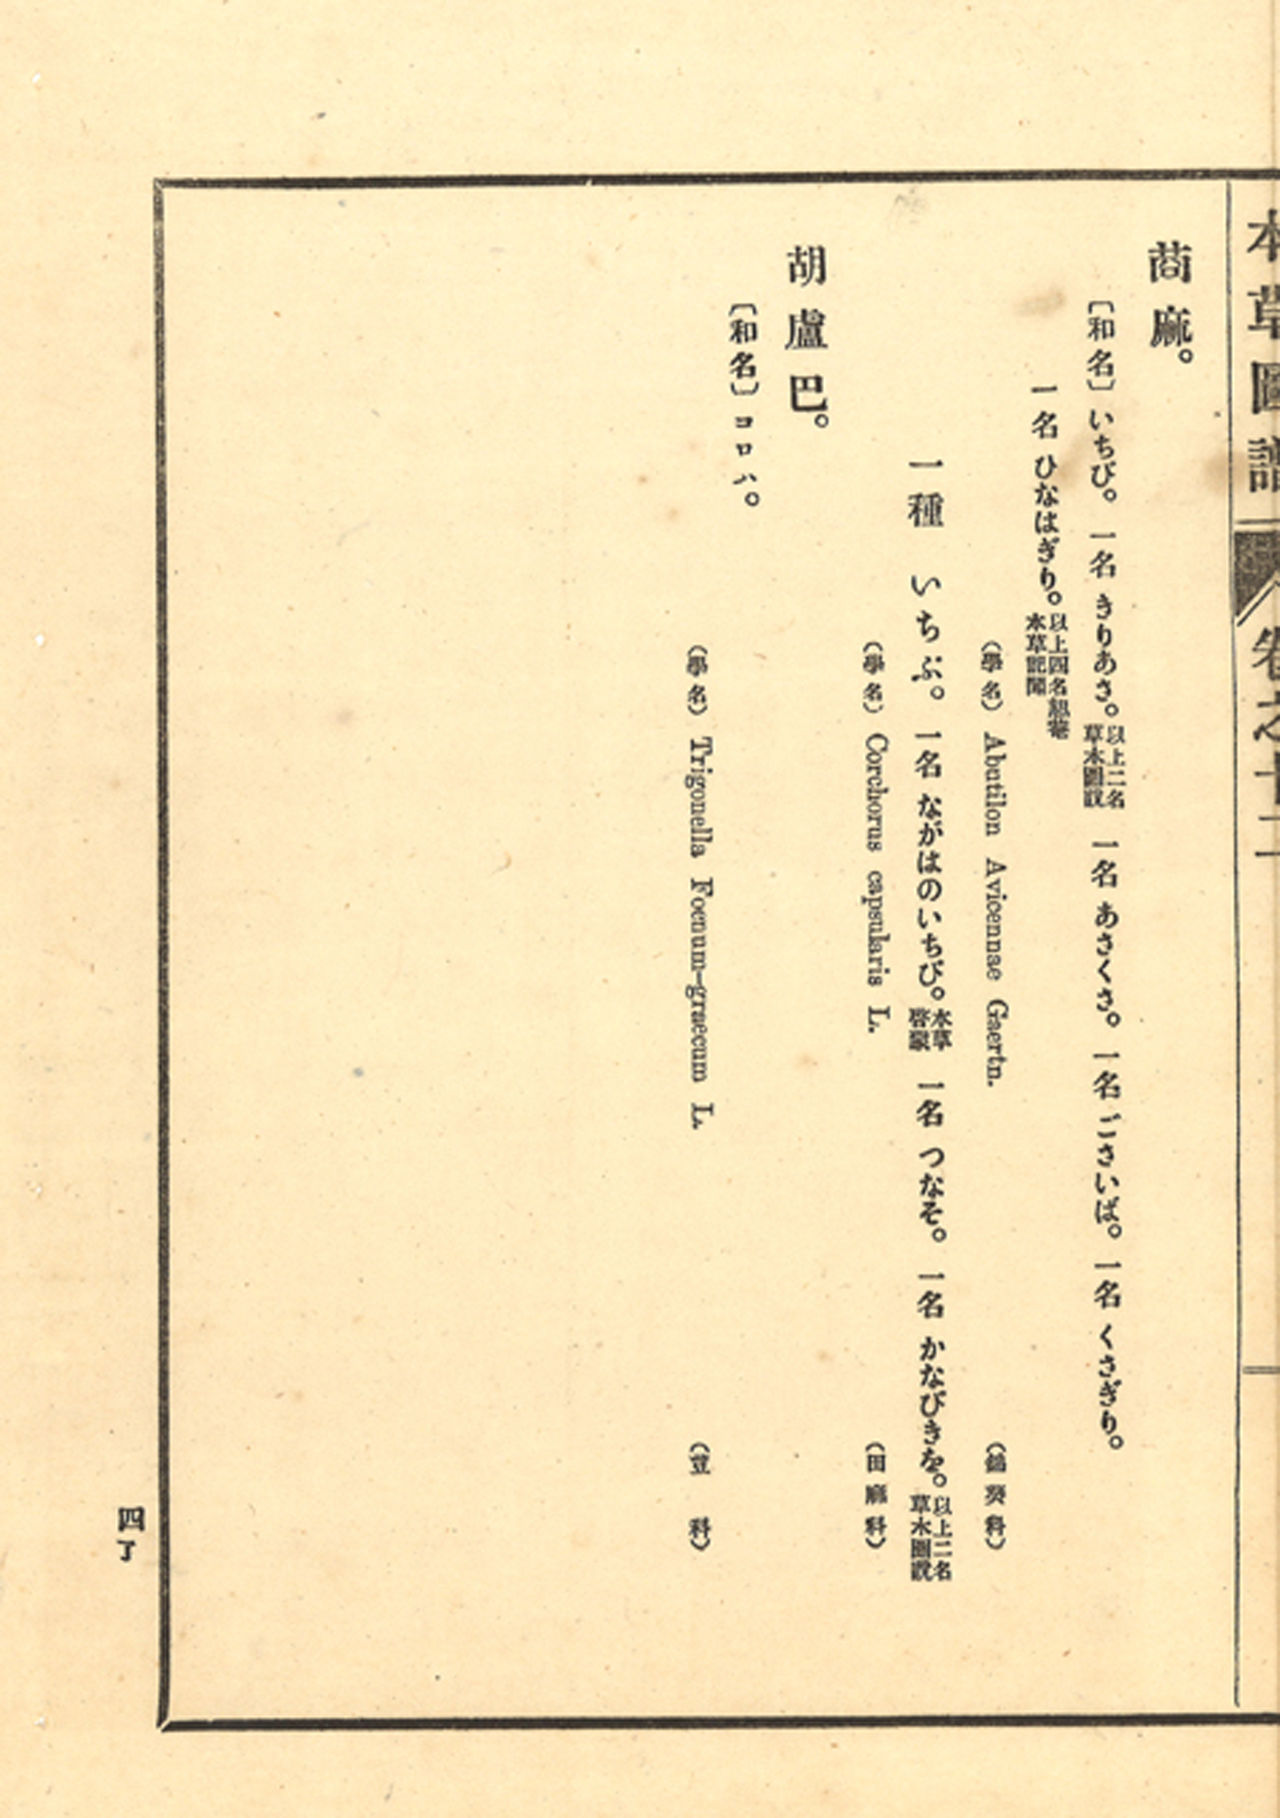 本草圖譜 卷之十二
莔麻。
〔和名〕いちび。一名 きりあさ。以上二名草木圖説 一名 あさくさ。一名 ごさいば。一名 くさぎり。
一名 ひなはぎり。以上四名 本草記聞
(學名) Abutilon Avicennae Gaertn. (錦葵科)
一種 いちぶ。一名 ながはのいちび。本草啓蒙 一名 つなそ。一名 かなびきを。以上二名草木圖説
(學名) Corchorus capsularis L. (田麻科)
胡盧巴。
〔和名〕コロハ。
(學名) Trigonella Foenum-graecum L. (荳科)
四了